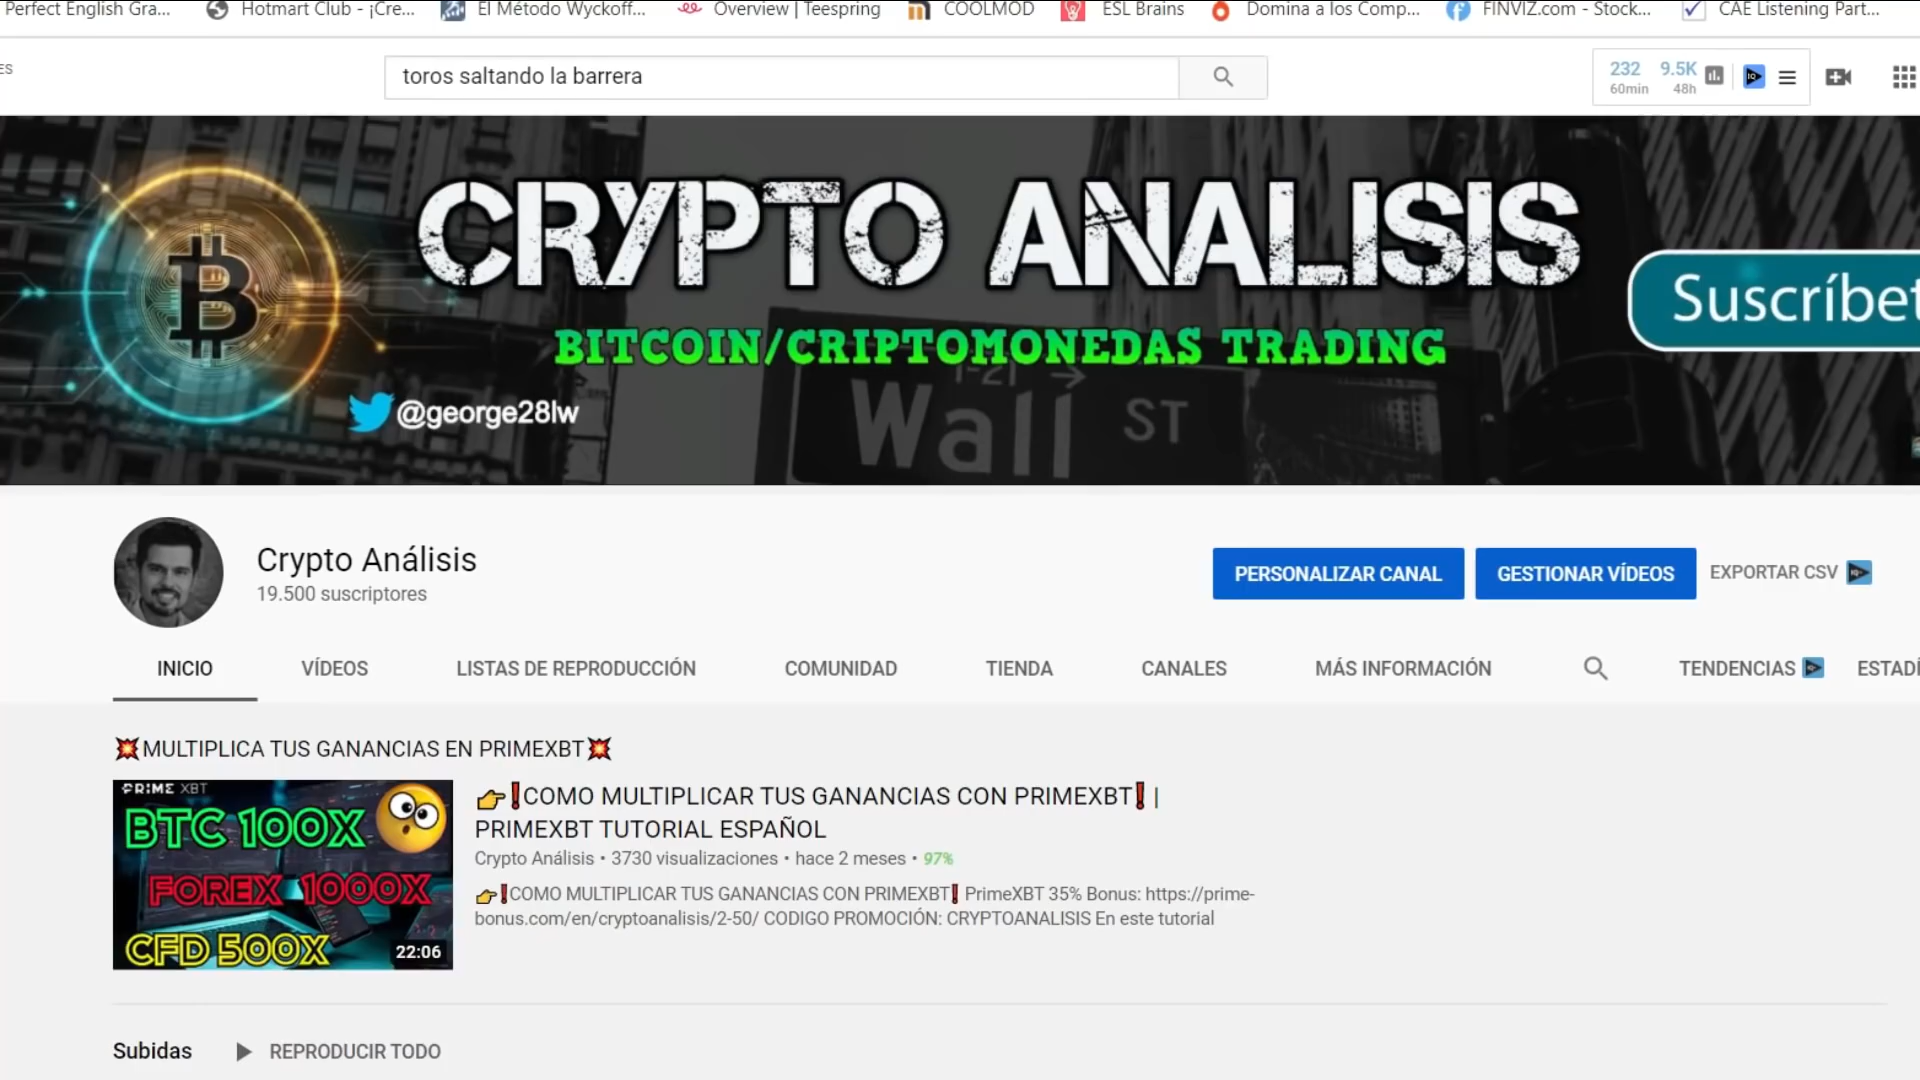 Perfect English Gra... Hotmart Club - ¡Cre... El Método Wyckoff... Overview | Teespring COOLMOD ESL Brains Domina a los Comp... FINVIZ.com - Stock... CAE Listening Part...
ES
toros saltando la barrera
232 9.5K
60min 48h
CRYPTO ANALISIS
Suscríbet
BITCOIN/CRIPTOMONEDAS TRADING
Wall ST
@george28lw
Crypto Análisis
19.500 suscriptores
PERSONALIZAR CANAL GESTIONAR VÍDEOS EXPORTAR CSV
INICIO VÍDEOS LISTAS DE REPRODUCCIÓN COMUNIDAD TIENDA CANALES MÁS INFORMACIÓN TENDENCIAS ESTADÍ
💥MULTIPLICA TUS GANANCIAS EN PRIMEXBT💥
PRIME XBT
BTC 100X
FOREX 1000X
CFD 500X
22:06
👉❗COMO MULTIPLICAR TUS GANANCIAS CON PRIMEXBT❗ |
PRIMEXBT TUTORIAL ESPAÑOL
Crypto Análisis • 3730 visualizaciones • hace 2 meses • 97%
👉❗COMO MULTIPLICAR TUS GANANCIAS CON PRIMEXBT❗ PrimeXBT 35% Bonus: https://prime-
bonus.com/en/cryptoanalisis/2-50/ CODIGO PROMOCIÓN: CRYPTOANALISIS En este tutorial
Subidas REPRODUCIR TODO